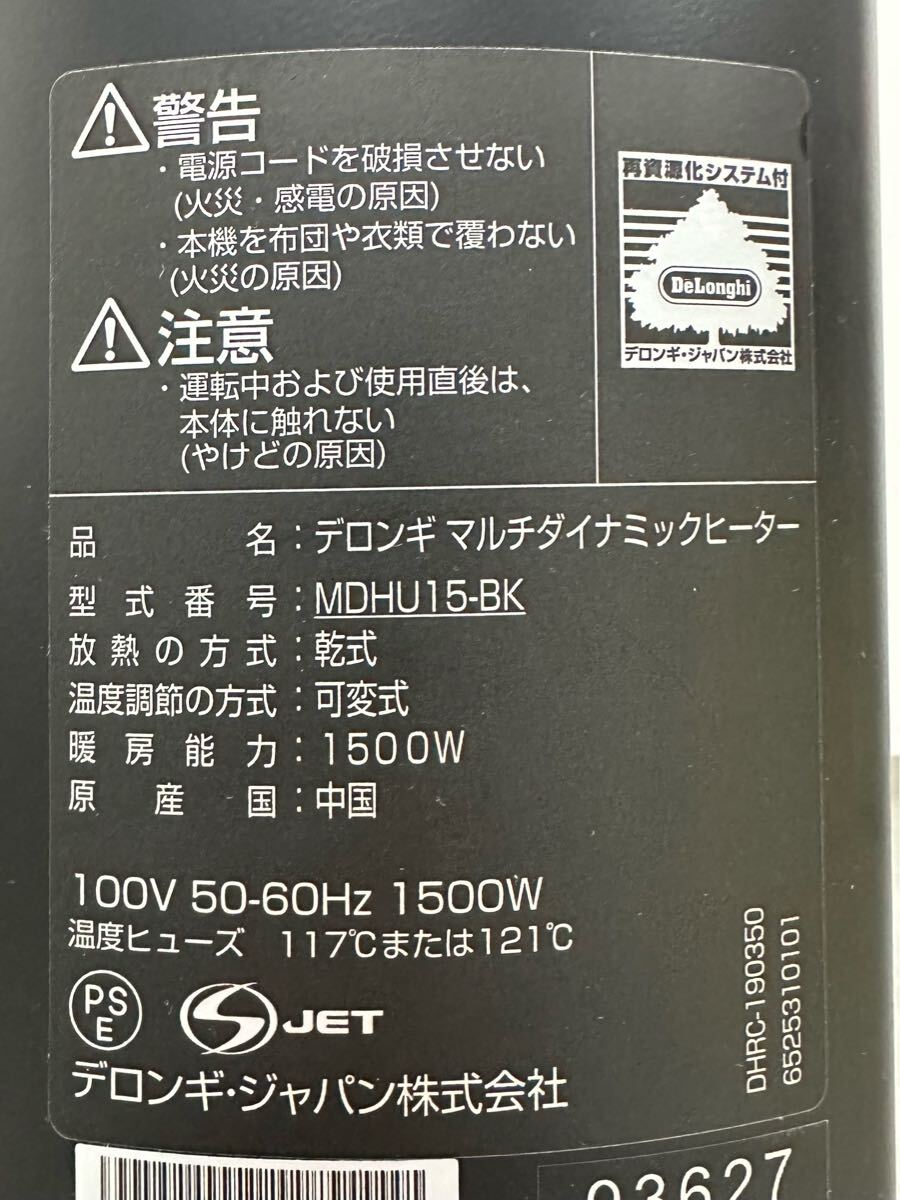 警告
・電源コードを破損させない
(火災・感電の原因)
・本機を布団や衣類で覆わない
(火災の原因)
注意
・運転中および使用直後は、
本体に触れない
(やけどの原因)
再資源化システム付
DeLonghi
デロンギ・ジャパン株式会社
品名：デロンギ マルチダイナミックヒーター
型式番号：MDHU15-BK
放熱の方式：乾式
温度調節の方式：可変式
暖房能力：1500W
原産国：中国
100V 50-60Hz 1500W
温度ヒューズ 117℃または121℃
PS
E
S JET
デロンギ・ジャパン株式会社
DHRC-190350
6525310101
03627